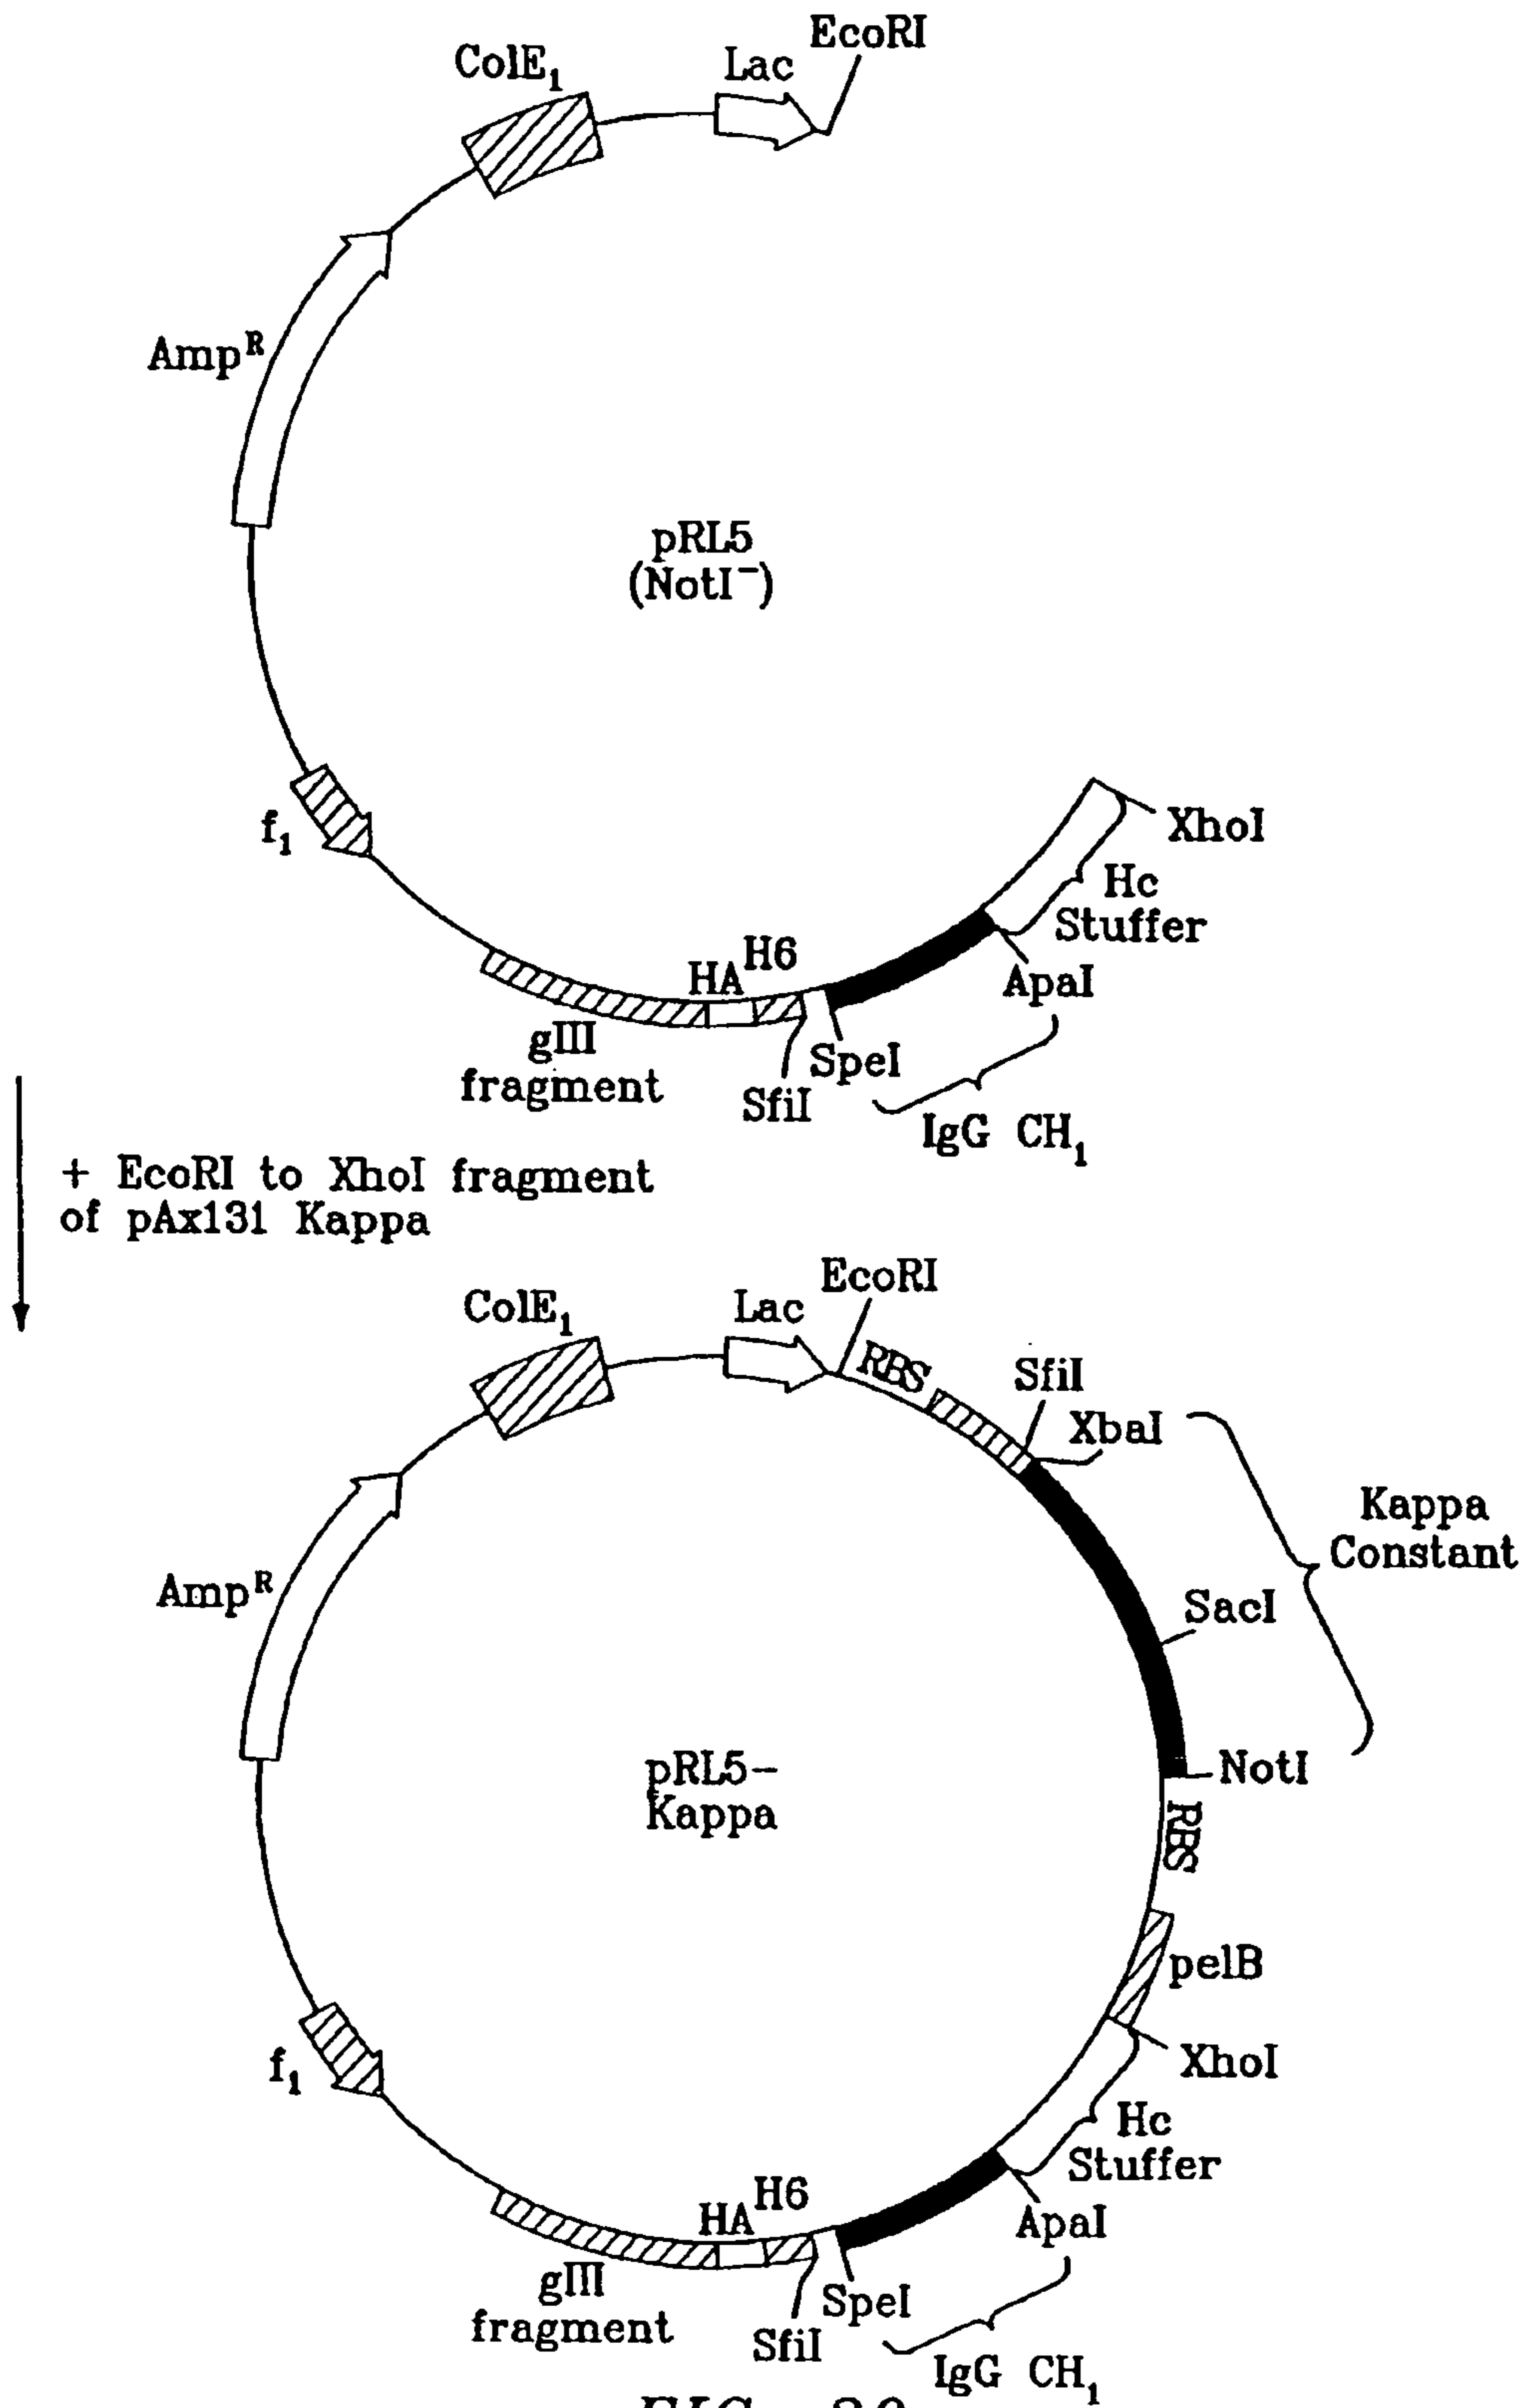 EcoRI
ColE1
Lac
AmpR
pRL5
(NotI-)
XhoI
f1
Hc
Stuffer
H6
HA
ApaI
gIII
fragment
SpeI
SfiI
IgG CH1
+ EcoRI to XhoI fragment
of pAx131 Kappa
EcoRI
ColE1
Lac
RBS
SfiI
XbaI
Kappa
Constant
SacI
AmpR
NotI
pRL5-
Kappa
RBS
pelB
XhoI
f1
Hc
Stuffer
H6
HA
ApaI
gIII
fragment
SpeI
SfiI
IgG CH1